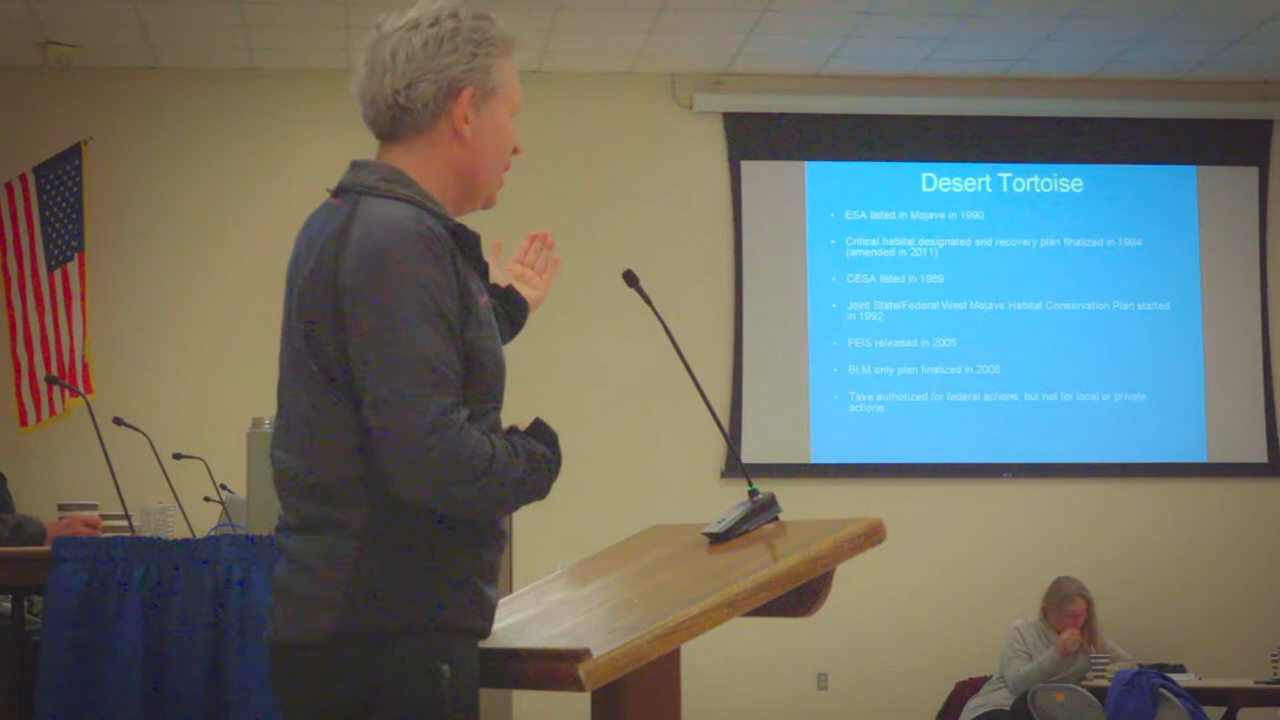 Desert Tortoise
• ESA listed in Mojave in 1990
• Critical habitat designated and recovery plan finalized in 1994
(amended in 2011)
• CESA listed in 1989
• Joint State/Federal West Mojave Habitat Conservation Plan started
in 1992
• FEIS released in 2005
• BLM only plan finalized in 2008
• Take authorized for federal actions, but not for local or private
actions